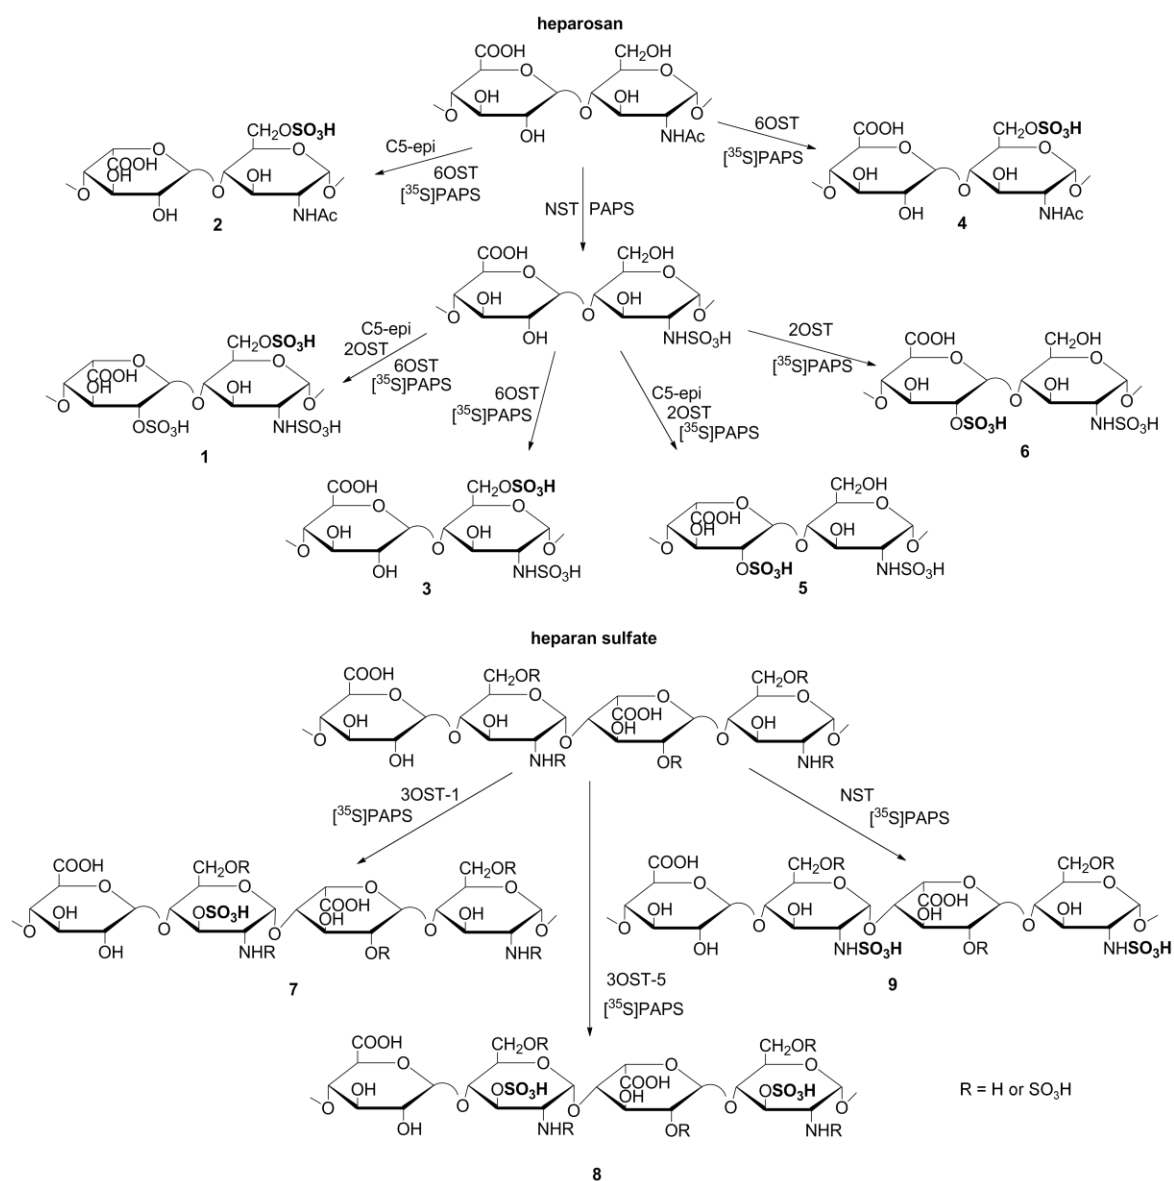 heparosan
COOH CH₂OH
O O
OH OH
O O O
OH NHAc
6OST
[³⁵S]PAPS
COOH CH₂OSO₃H
O O
OH OH
O O O
OH NHAc
4
C5-epi
6OST
[³⁵S]PAPS
CH₂OSO₃H
O O
COOH
OH OH
O O O
OH NHAc
2
NST PAPS
COOH CH₂OH
O O
OH OH
O O O
OH NHSO₃H
C5-epi
2OST
6OST
[³⁵S]PAPS
CH₂OSO₃H
O O
COOH
OH OH
O O O
OSO₃H NHSO₃H
1
6OST
[³⁵S]PAPS
C5-epi
2OST
[³⁵S]PAPS
2OST
[³⁵S]PAPS
COOH CH₂OH
O O
OH OH
O O O
OSO₃H NHSO₃H
6
COOH CH₂OSO₃H
O O
OH OH
O O O
OH NHSO₃H
3
CH₂OH
O O
COOH
OH OH
O O O
OSO₃H NHSO₃H
5
heparan sulfate
COOH CH₂OR CH₂OR
O O O O
OH OH COOH OH
OH
O O O O O
OH NHR OR NHR
3OST-1
[³⁵S]PAPS
NST
[³⁵S]PAPS
COOH CH₂OR CH₂OR
O O O O
OH OSO₃H COOH OH
OH
O O O O O
OH NHR OR NHR
7
COOH CH₂OR CH₂OR
O O O O
OH OH COOH OH
OH
O O O O O
OH NHSO₃H OR NHSO₃H
9
3OST-5
[³⁵S]PAPS
COOH CH₂OR CH₂OR
O O O O
OH OSO₃H COOH OSO₃H
OH
O O O O O
OH NHR OR NHR
8
R = H or SO₃H